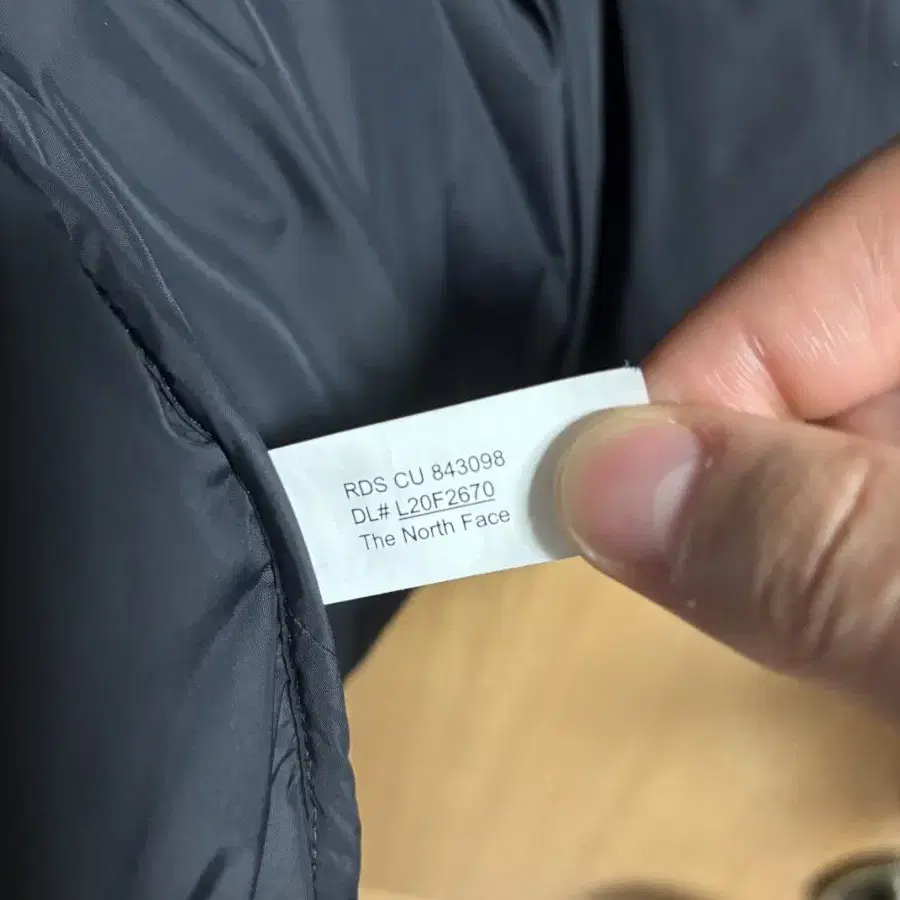 RDS CU 843098
DL# L20F2670
The North Face